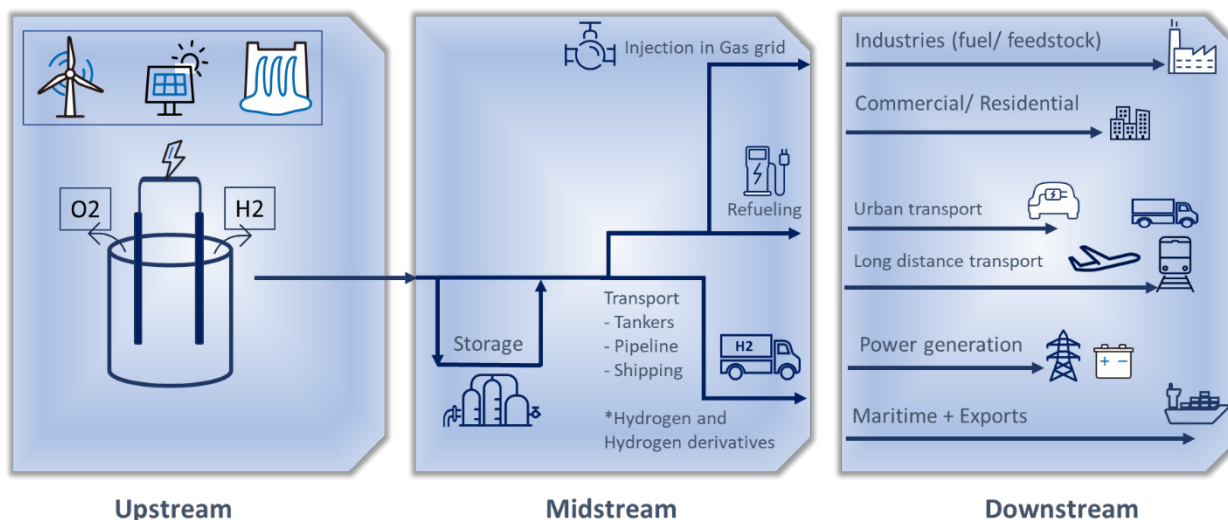 O2
H2
Upstream
Injection in Gas grid
Refueling
Storage
Transport
- Tankers
- Pipeline
- Shipping
H2
*Hydrogen and
Hydrogen derivatives
Midstream
Industries (fuel/ feedstock)
Commercial/ Residential
Urban transport
Long distance transport
Power generation
Maritime + Exports
Downstream